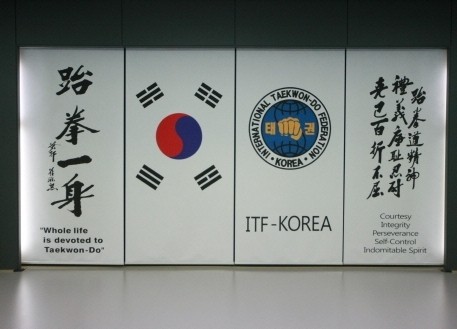 跆拳一身
"Whole life
is devoted to
Taekwon-Do"
INTERNATIONAL TAEKWON-DO FEDERATION
태 권
• KOREA •
ITF-KOREA
跆拳道精神
禮義廉恥忍耐
克己百折不屈
Courtesy
Integrity
Perseverance
Self-Control
Indomitable Spirit